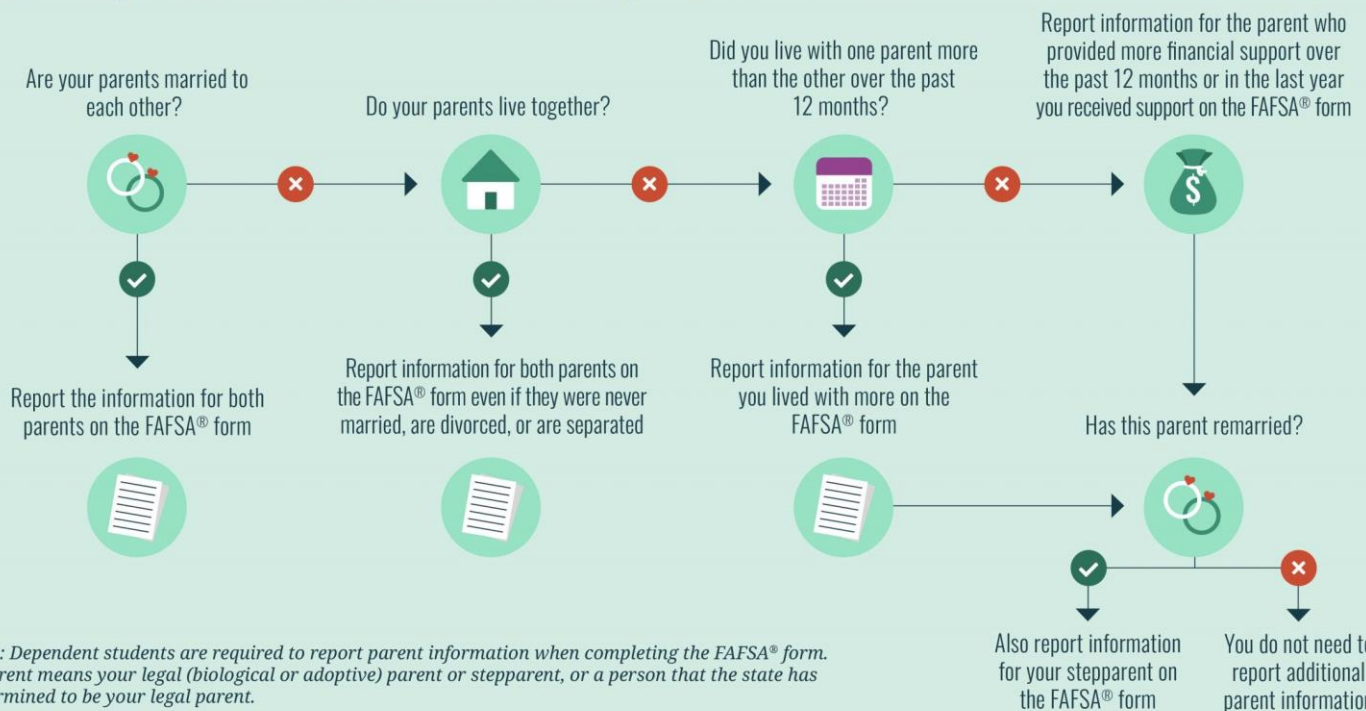 Are your parents married to
each other?
Do your parents live together?
Did you live with one parent more
than the other over the past
12 months?
Report information for the parent who
provided more financial support over
the past 12 months or in the last year
you received support on the FAFSA® form
$
Report the information for both
parents on the FAFSA® form
Report information for both parents on
the FAFSA® form even if they were never
married, are divorced, or are separated
Report information for the parent
you lived with more on the
FAFSA® form
Has this parent remarried?
Also report information
for your stepparent on
the FAFSA® form
You do not need to
report additional
parent information
: Dependent students are required to report parent information when completing the FAFSA® form.
means your legal (biological or adoptive) parent or stepparent, or a person that the state has
to be your legal parent.